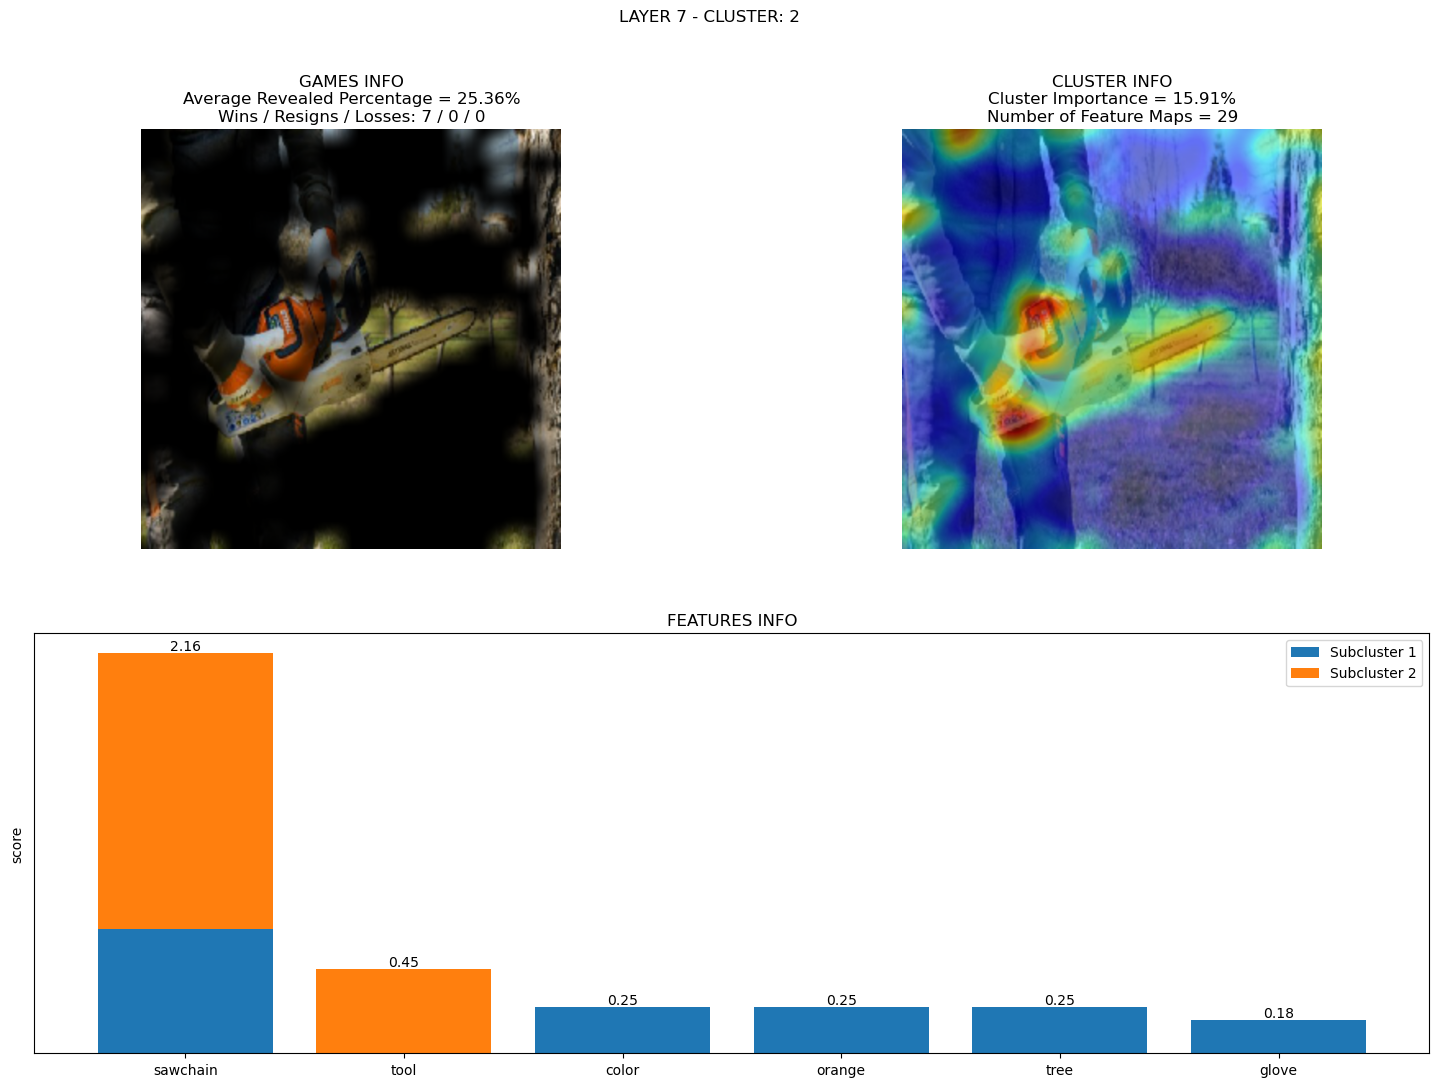 LAYER 7 - CLUSTER: 2
GAMES INFO
Average Revealed Percentage = 25.36%
Wins / Resigns / Losses: 7 / 0 / 0
CLUSTER INFO
Cluster Importance = 15.91%
Number of Feature Maps = 29
FEATURES INFO
score
2.16
0.45
0.25
0.25
0.25
0.18
Subcluster 1
Subcluster 2
sawchain
tool
color
orange
tree
glove